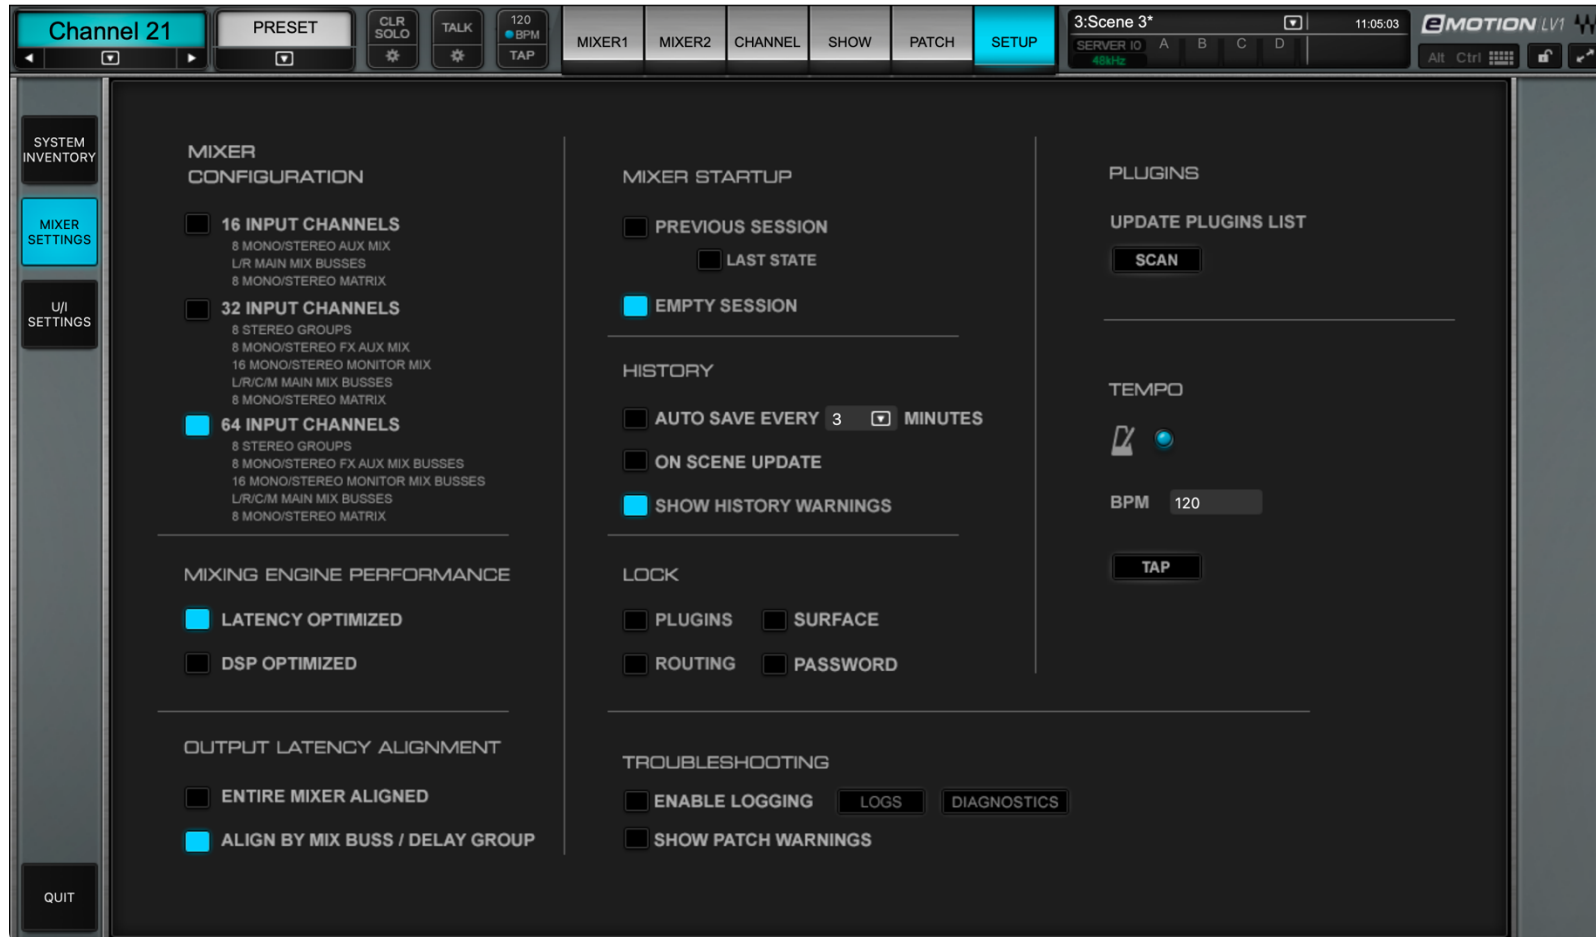 Channel 21
PRESET
CLR
SOLO
TALK
120
BPM
TAP
MIXER1
MIXER2
CHANNEL
SHOW
PATCH
SETUP
3:Scene 3*
11:05:03
SERVER IO A B C D
48kHz
eMOTION LV1
Alt Ctrl
SYSTEM
INVENTORY
MIXER
SETTINGS
U/I
SETTINGS
QUIT
MIXER
CONFIGURATION
16 INPUT CHANNELS
8 MONO/STEREO AUX MIX
L/R MAIN MIX BUSSES
8 MONO/STEREO MATRIX
32 INPUT CHANNELS
8 STEREO GROUPS
8 MONO/STEREO FX AUX MIX
16 MONO/STEREO MONITOR MIX
L/R/C/M MAIN MIX BUSSES
8 MONO/STEREO MATRIX
64 INPUT CHANNELS
8 STEREO GROUPS
8 MONO/STEREO FX AUX MIX BUSSES
16 MONO/STEREO MONITOR MIX BUSSES
L/R/C/M MAIN MIX BUSSES
8 MONO/STEREO MATRIX
MIXING ENGINE PERFORMANCE
LATENCY OPTIMIZED
DSP OPTIMIZED
OUTPUT LATENCY ALIGNMENT
ENTIRE MIXER ALIGNED
ALIGN BY MIX BUSS / DELAY GROUP
MIXER STARTUP
PREVIOUS SESSION
LAST STATE
EMPTY SESSION
HISTORY
AUTO SAVE EVERY 3 MINUTES
ON SCENE UPDATE
SHOW HISTORY WARNINGS
LOCK
PLUGINS SURFACE
ROUTING PASSWORD
TROUBLESHOOTING
ENABLE LOGGING LOGS DIAGNOSTICS
SHOW PATCH WARNINGS
PLUGINS
UPDATE PLUGINS LIST
SCAN
TEMPO
BPM 120
TAP